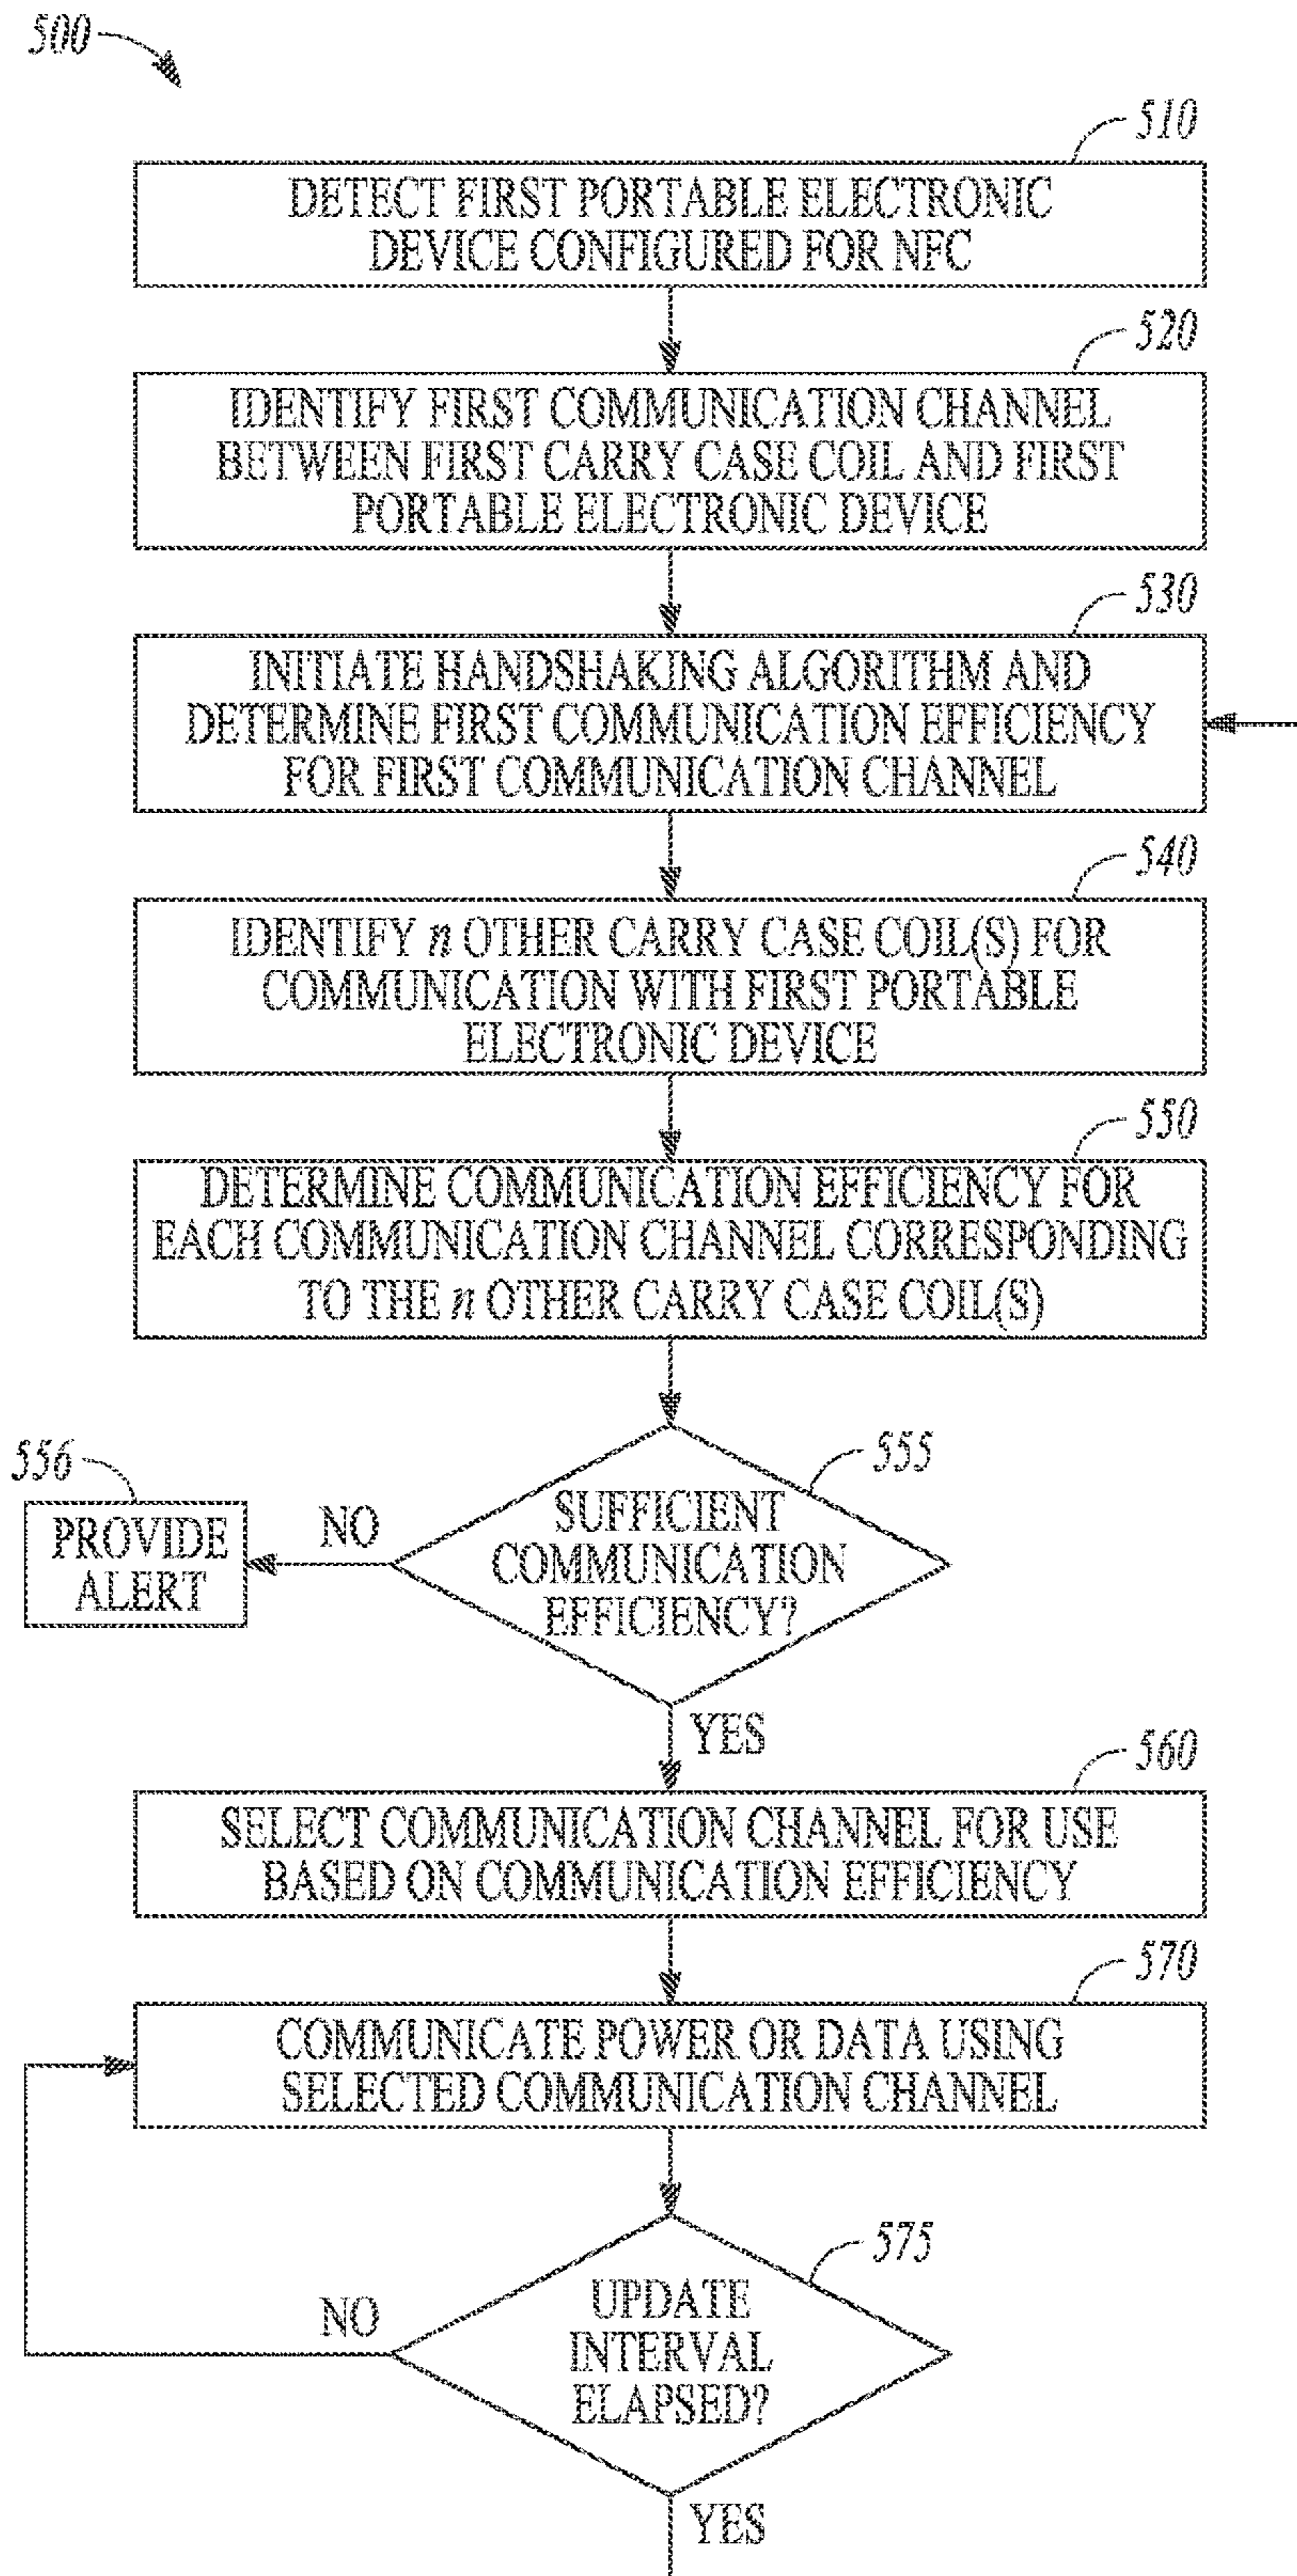 500
510
DETECT FIRST PORTABLE ELECTRONIC
DEVICE CONFIGURED FOR NFC
520
IDENTIFY FIRST COMMUNICATION CHANNEL
BETWEEN FIRST CARRY CASE COIL AND FIRST
PORTABLE ELECTRONIC DEVICE
530
INITIATE HANDSHAKING ALGORITHM AND
DETERMINE FIRST COMMUNICATION EFFICIENCY
FOR FIRST COMMUNICATION CHANNEL
540
IDENTIFY n OTHER CARRY CASE COIL(S) FOR
COMMUNICATION WITH FIRST PORTABLE
ELECTRONIC DEVICE
550
DETERMINE COMMUNICATION EFFICIENCY FOR
EACH COMMUNICATION CHANNEL CORRESPONDING
TO THE n OTHER CARRY CASE COIL(S)
555
SUFFICIENT
COMMUNICATION
EFFICIENCY?
NO
556
PROVIDE
ALERT
YES
560
SELECT COMMUNICATION CHANNEL FOR USE
BASED ON COMMUNICATION EFFICIENCY
570
COMMUNICATE POWER OR DATA USING
SELECTED COMMUNICATION CHANNEL
575
UPDATE
INTERVAL
ELAPSED?
NO
YES